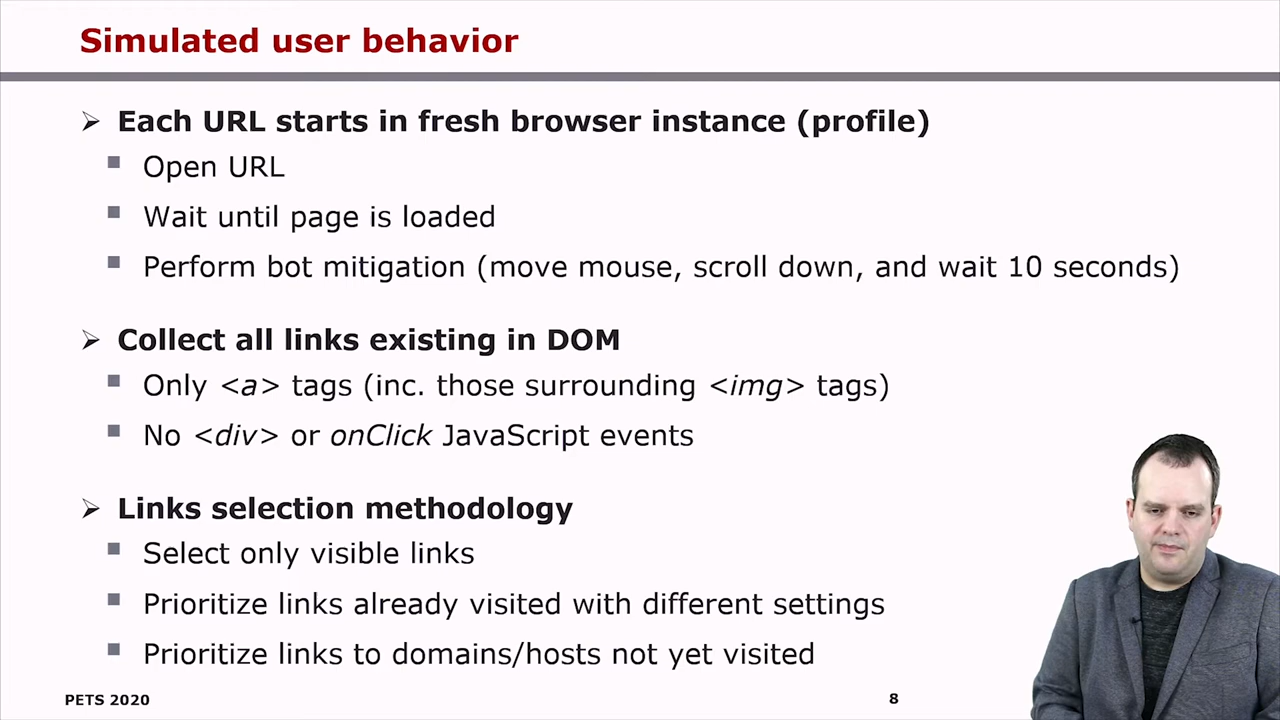 Simulated user behavior
Each URL starts in fresh browser instance (profile)
Open URL
Wait until page is loaded
Perform bot mitigation (move mouse, scroll down, and wait 10 seconds)
Collect all links existing in DOM
Only <a> tags (inc. those surrounding <img> tags)
No <div> or onClick JavaScript events
Links selection methodology
Select only visible links
Prioritize links already visited with different settings
Prioritize links to domains/hosts not yet visited
PETS 2020
8